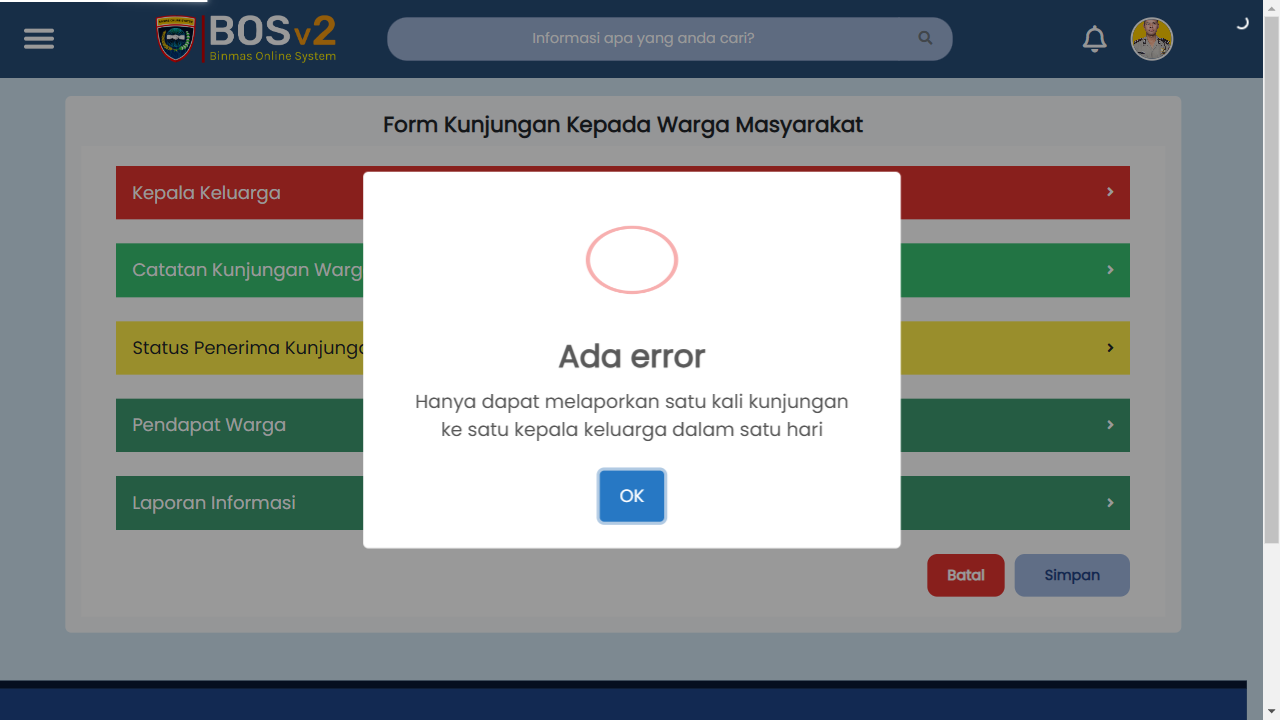 BOSv2
Binmas Online System
Informasi apa yang anda cari?
Form Kunjungan Kepada Warga Masyarakat
Kepala Keluarga
Catatan Kunjungan Warg
Status Penerima Kunjung
Pendapat Warga
Laporan Informasi
Ada error
Hanya dapat melaporkan satu kali kunjungan
ke satu kepala keluarga dalam satu hari
OK
Batal
Simpan